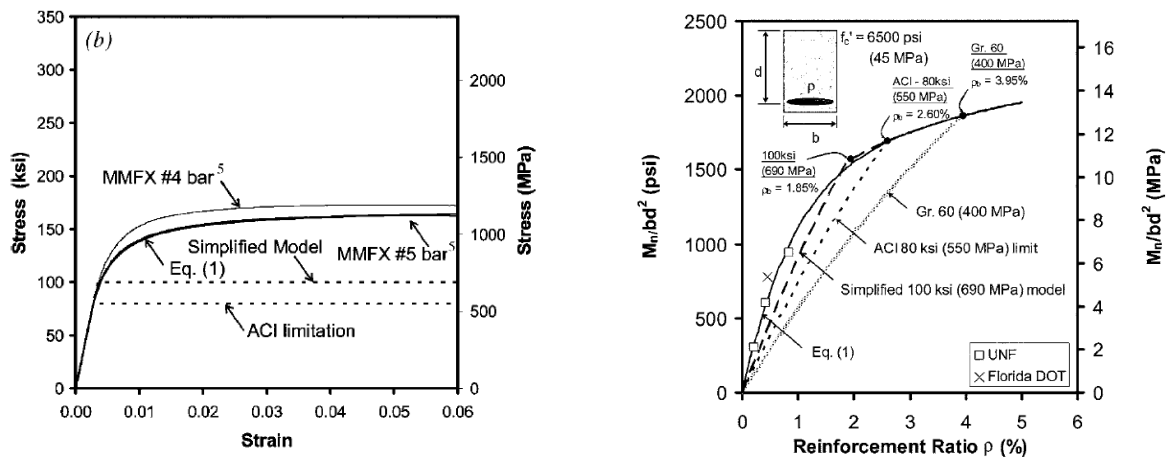 (b)
350
300
250
200
150
100
50
0
Stress (ksi)
2000
1500
1000
500
0
Stress (MPa)
MMFX #4 bar5
Simplified Model
MMFX #5 bar5
Eq. (1)
ACI limitation
0.00 0.01 0.02 0.03 0.04 0.05 0.06
Strain
2500
2000
1500
1000
500
0
Mn/bd² (psi)
16
14
12
10
8
6
4
2
0
Mn/bd² (MPa)
fc' = 6500 psi
(45 MPa)
d
ρ
b
Gr. 60
(400 MPa)
ρb = 3.95%
ACI - 80ksi
(550 MPa)
ρb = 2.60%
100ksi
(690 MPa)
ρb = 1.85%
Gr. 60 (400 MPa)
ACI 80 ksi (550 MPa) limit
Simplified 100 ksi (690 MPa) model
Eq. (1)
□ UNF
× Florida DOT
0 1 2 3 4 5 6
Reinforcement Ratio ρ (%)